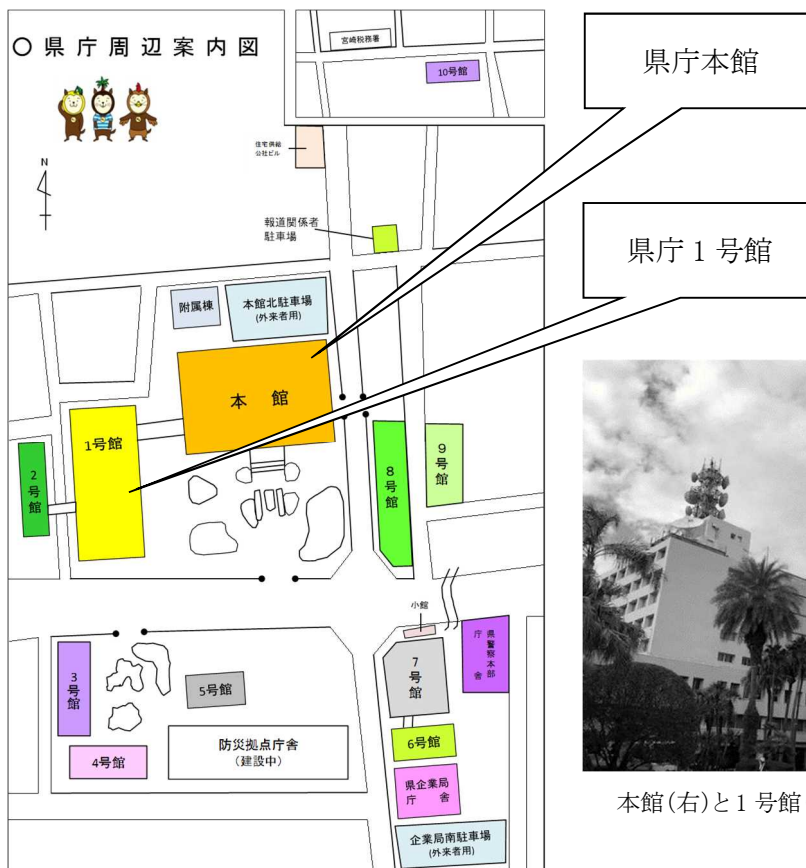 ○県庁周辺案内図
宮崎税務署
10号館
県庁本館
住宅供給
公社ビル
N
報道関係者
駐車場
県庁1号館
附属棟
本館北駐車場
(外来者用)
本館
1号館
2号館
8号館
9号館
小館
3号館
5号館
7号館
県警察本部
庁舎
防災拠点庁舎
(建設中)
4号館
6号館
県企業局
庁舎
企業局南駐車場
(外来者用)
本館(右)と1号館